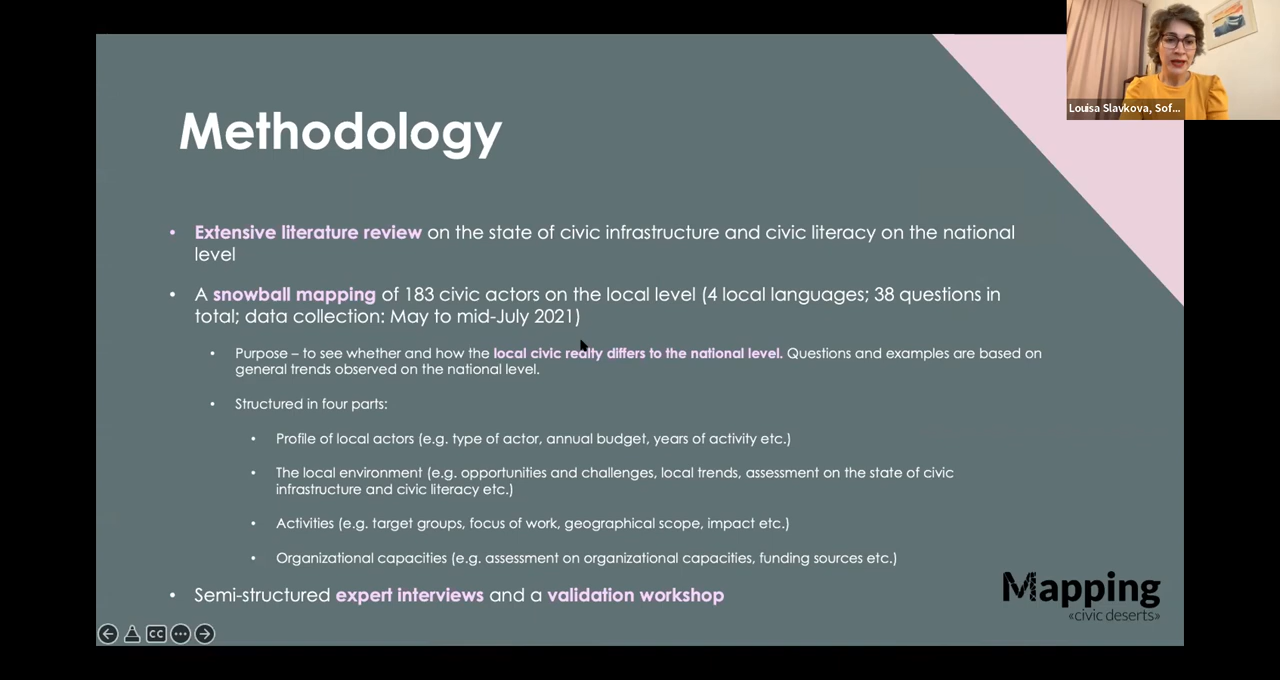 Louisa Slavkova, Sof...
Methodology
• Extensive literature review on the state of civic infrastructure and civic literacy on the national
level
• A snowball mapping of 183 civic actors on the local level (4 local languages; 38 questions in
total; data collection: May to mid-July 2021)
• Purpose – to see whether and how the local civic realty differs to the national level. Questions and examples are based on
general trends observed on the national level.
• Structured in four parts:
• Profile of local actors (e.g. type of actor, annual budget, years of activity etc.)
• The local environment (e.g. opportunities and challenges, local trends, assessment on the state of civic
infrastructure and civic literacy etc.)
• Activities (e.g. target groups, focus of work, geographical scope, impact etc.)
• Organizational capacities (e.g. assessment on organizational capacities, funding sources etc.)
• Semi-structured expert interviews and a validation workshop
Mapping
«civic deserts»
CC